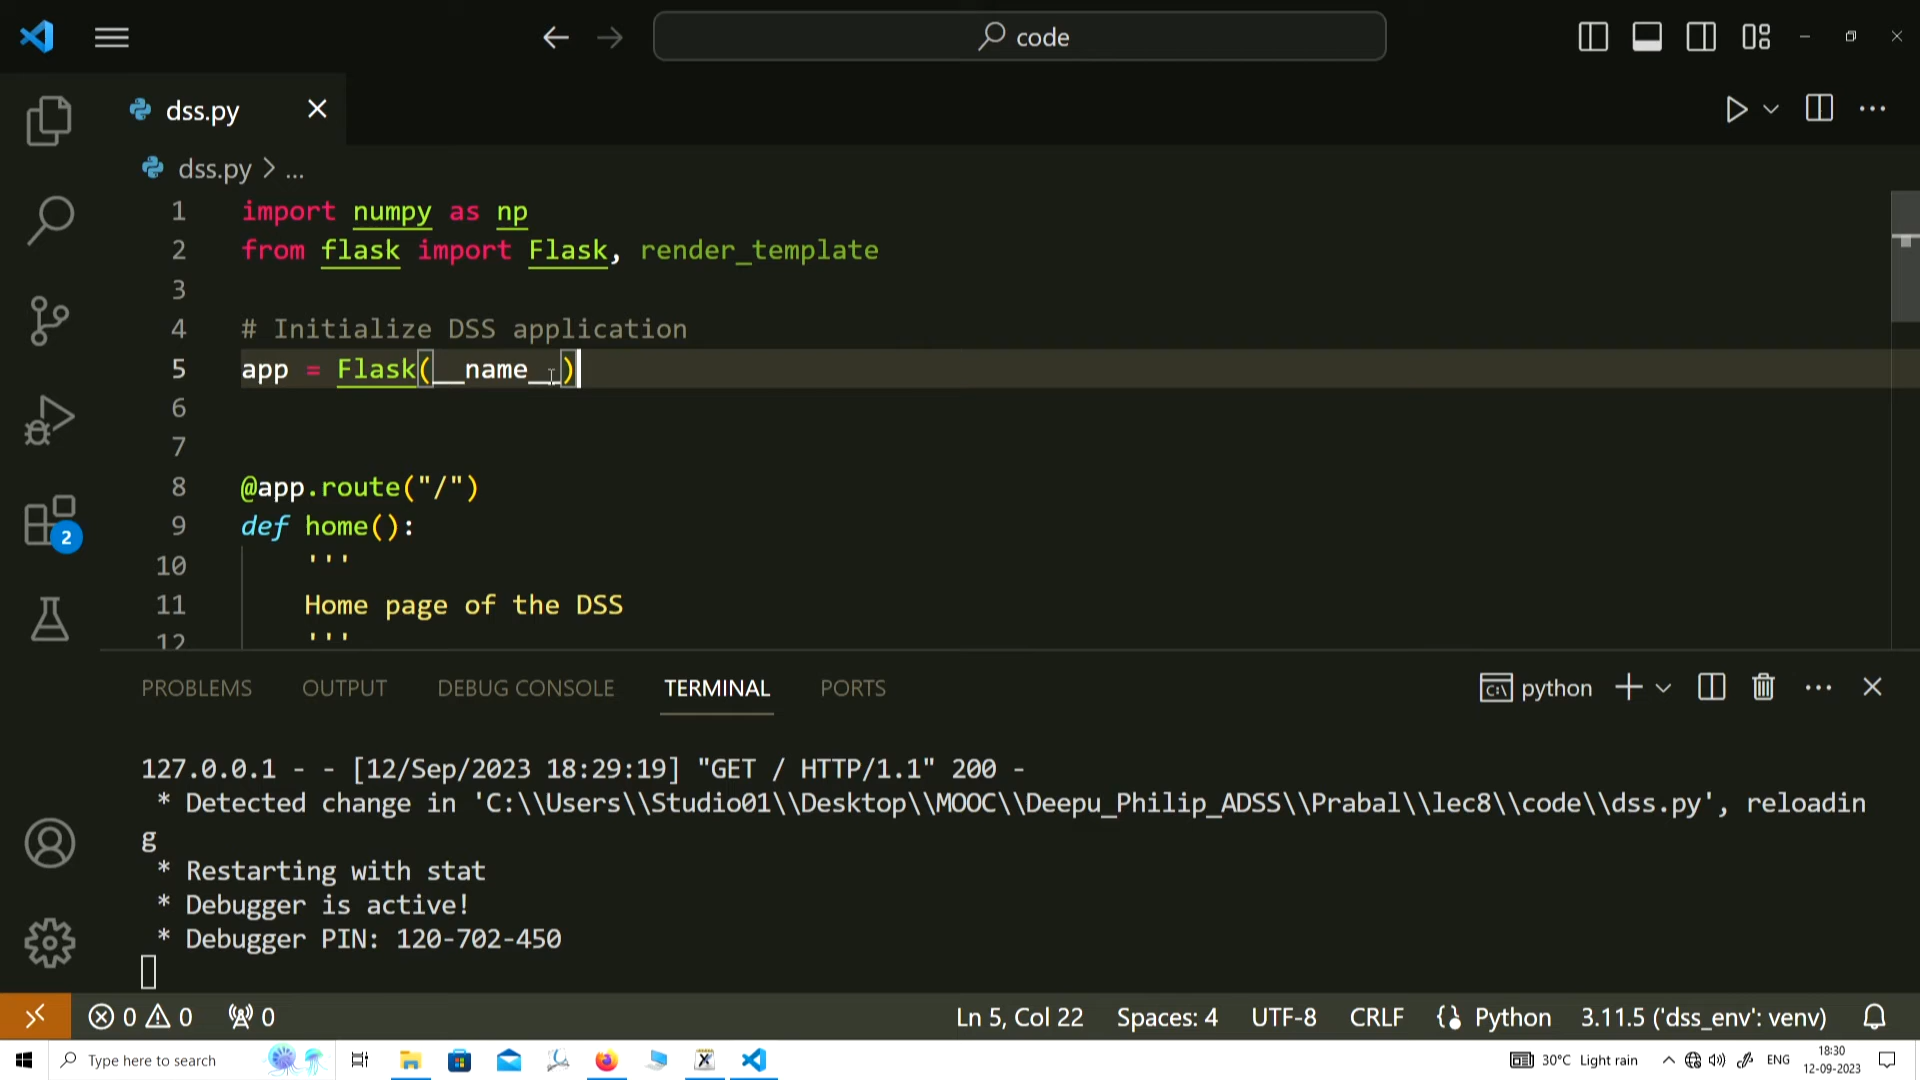 code
dss.py
dss.py > ...
1 import numpy as np
2 from flask import Flask, render_template
3
4 # Initialize DSS application
5 app = Flask(__name__)
6
7
8 @app.route("/")
9 def home():
10 '''
11 Home page of the DSS
12 '''
2
PROBLEMS OUTPUT DEBUG CONSOLE TERMINAL PORTS python
127.0.0.1 - - [12/Sep/2023 18:29:19] "GET / HTTP/1.1" 200 -
* Detected change in 'C:\\Users\\Studio01\\Desktop\\MOOC\\Deepu_Philip_ADSS\\Prabal\\lec8\\code\\dss.py', reloadin
g
* Restarting with stat
* Debugger is active!
* Debugger PIN: 120-702-450
0 0 0 Ln 5, Col 22 Spaces: 4 UTF-8 CRLF Python 3.11.5 ('dss_env': venv)
Type here to search 30°C Light rain ENG 18:30
12-09-2023